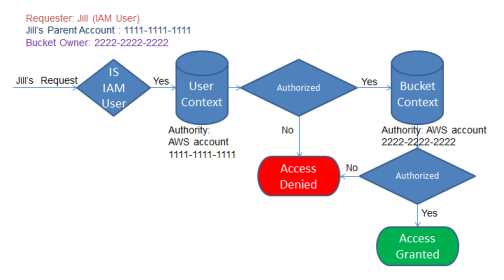 Requester: Jill (IAM User)
Jill's Parent Account : 1111-1111-1111
Bucket Owner: 2222-2222-2222
Jill's Request
IS
IAM
User
Yes
User
Context
Authorized
Yes
Bucket
Context
Authority:
AWS account
1111-1111-1111
No
Authority: AWS account
2222-2222-2222
Access
Denied
No
Authorized
Yes
Access
Granted